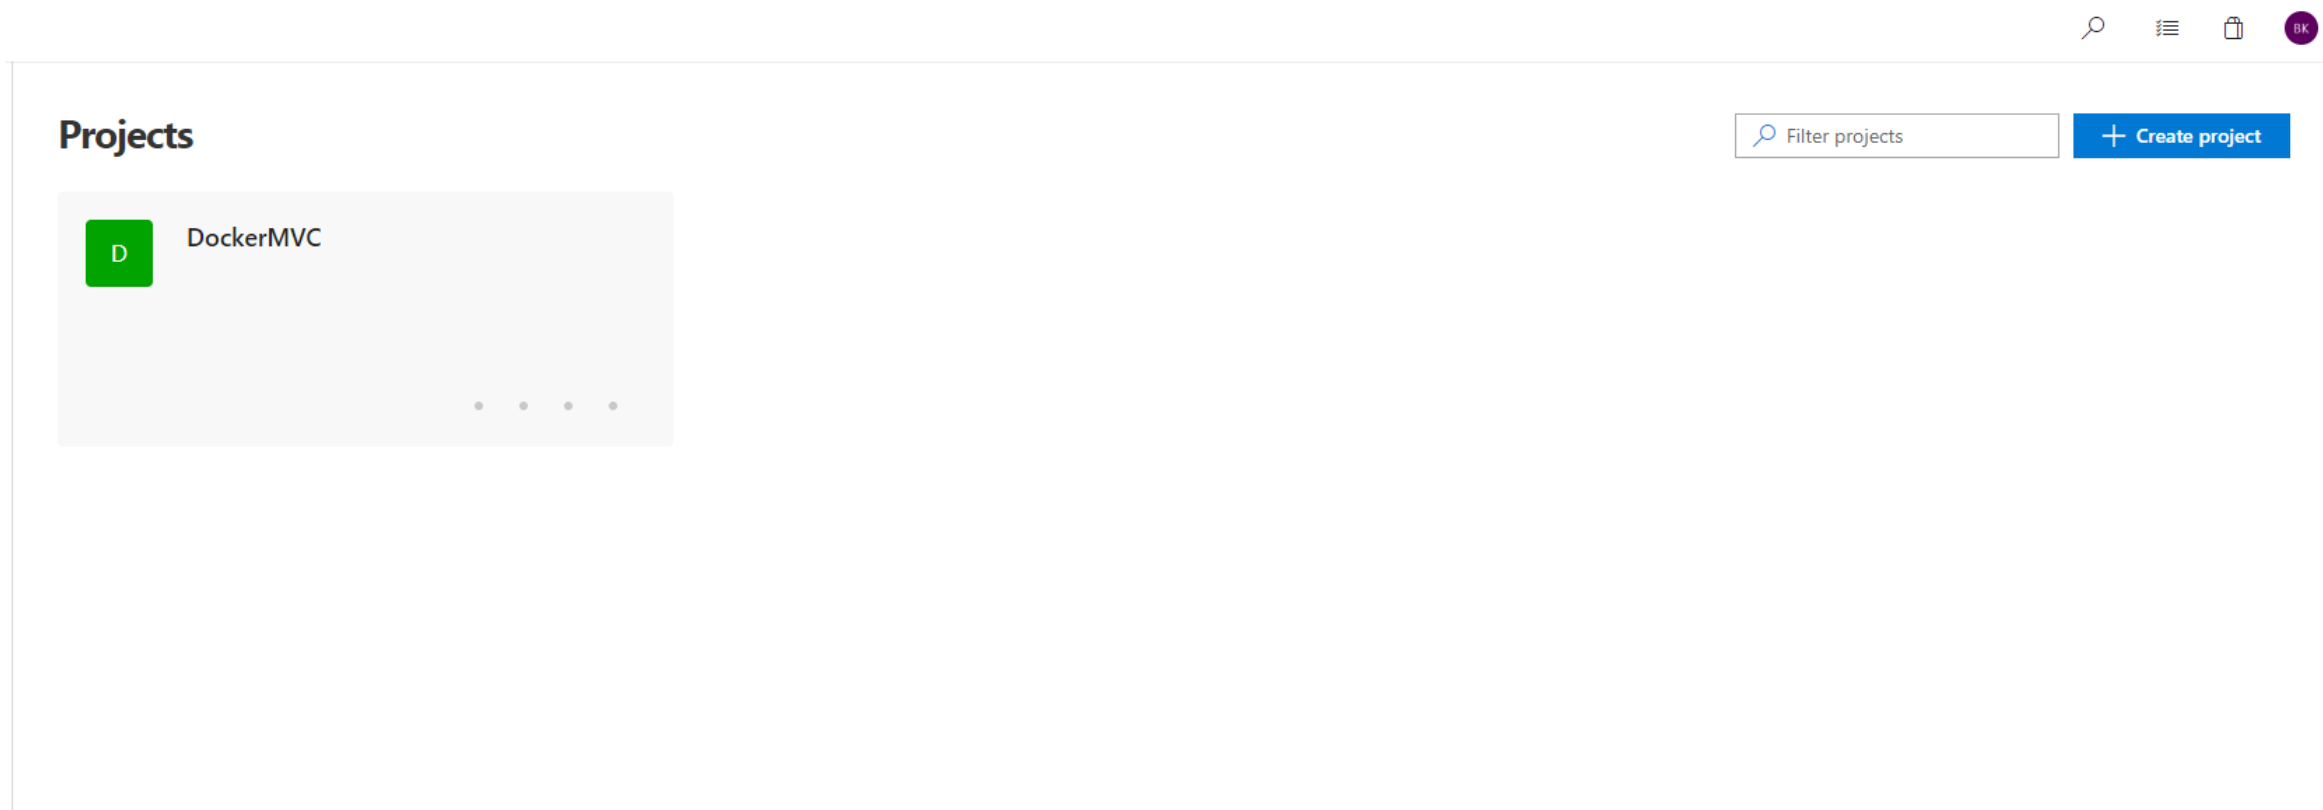 BK
Projects
Filter projects
Create project
D
DockerMVC